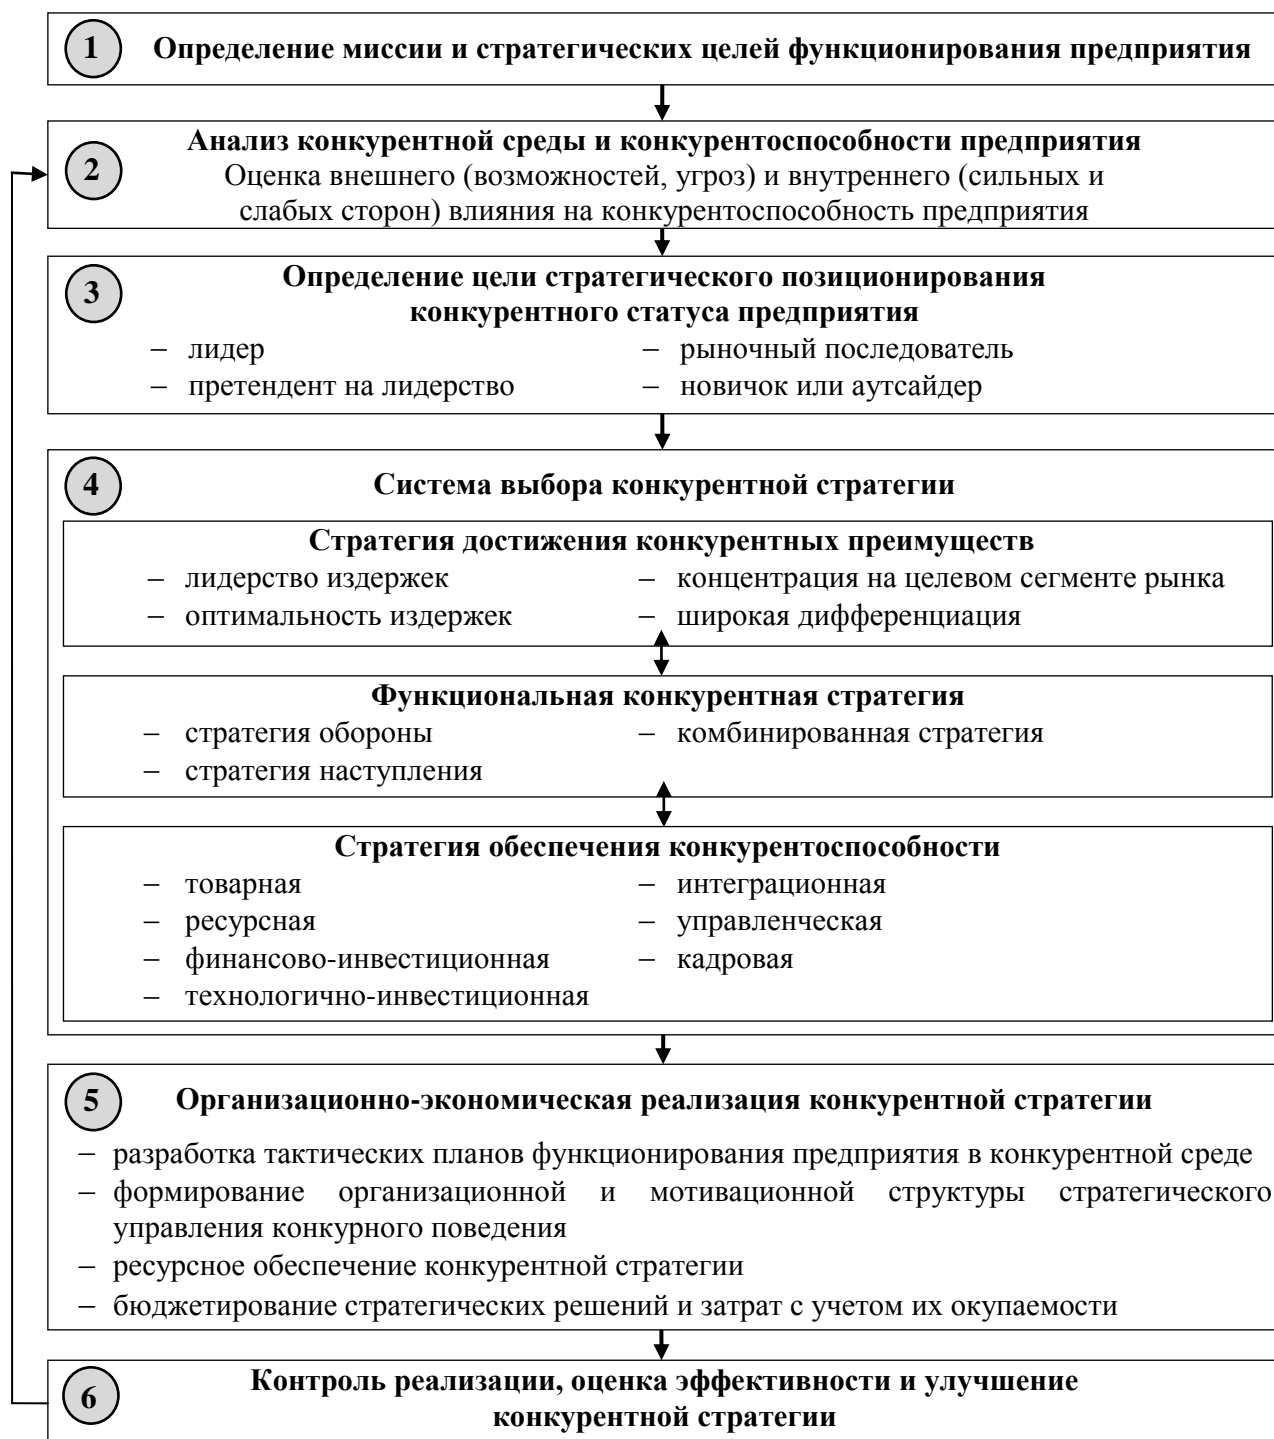 1 Определение миссии и стратегических целей функционирования предприятия
Анализ конкурентной среды и конкурентоспособности предприятия
2 Оценка внешнего (возможностей, угроз) и внутреннего (сильных и
слабых сторон) влияния на конкурентоспособность предприятия
3 Определение цели стратегического позиционирования
конкурентного статуса предприятия
– лидер – рыночный последователь
– претендент на лидерство – новичок или аутсайдер
4 Система выбора конкурентной стратегии
Стратегия достижения конкурентных преимуществ
– лидерство издержек – концентрация на целевом сегменте рынка
– оптимальность издержек – широкая дифференциация
Функциональная конкурентная стратегия
– стратегия обороны – комбинированная стратегия
– стратегия наступления
Стратегия обеспечения конкурентоспособности
– товарная – интеграционная
– ресурсная – управленческая
– финансово-инвестиционная – кадровая
– технологично-инвестиционная
5 Организационно-экономическая реализация конкурентной стратегии
– разработка тактических планов функционирования предприятия в конкурентной среде
– формирование организационной и мотивационной структуры стратегического
управления конкурного поведения
– ресурсное обеспечение конкурентной стратегии
– бюджетирование стратегических решений и затрат с учетом их окупаемости
6 Контроль реализации, оценка эффективности и улучшение
конкурентной стратегии